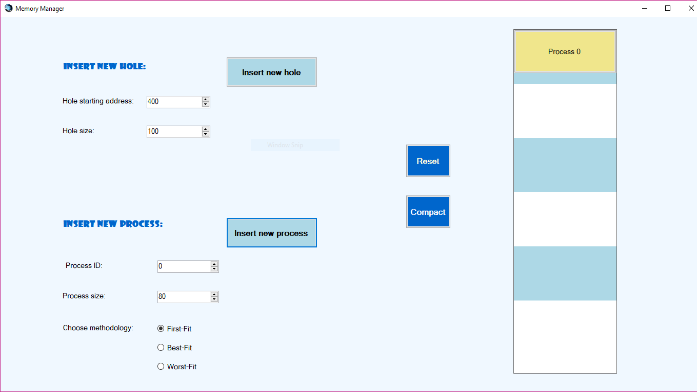 Memory Manager
INSERT NEW HOLE:
Insert new hole
Hole starting address:
400
Hole size:
100
Reset
Compact
INSERT NEW PROCESS:
Insert new process
Process ID:
0
Process size:
80
Choose methodology:
First-Fit
Best-Fit
Worst-Fit
Process 0